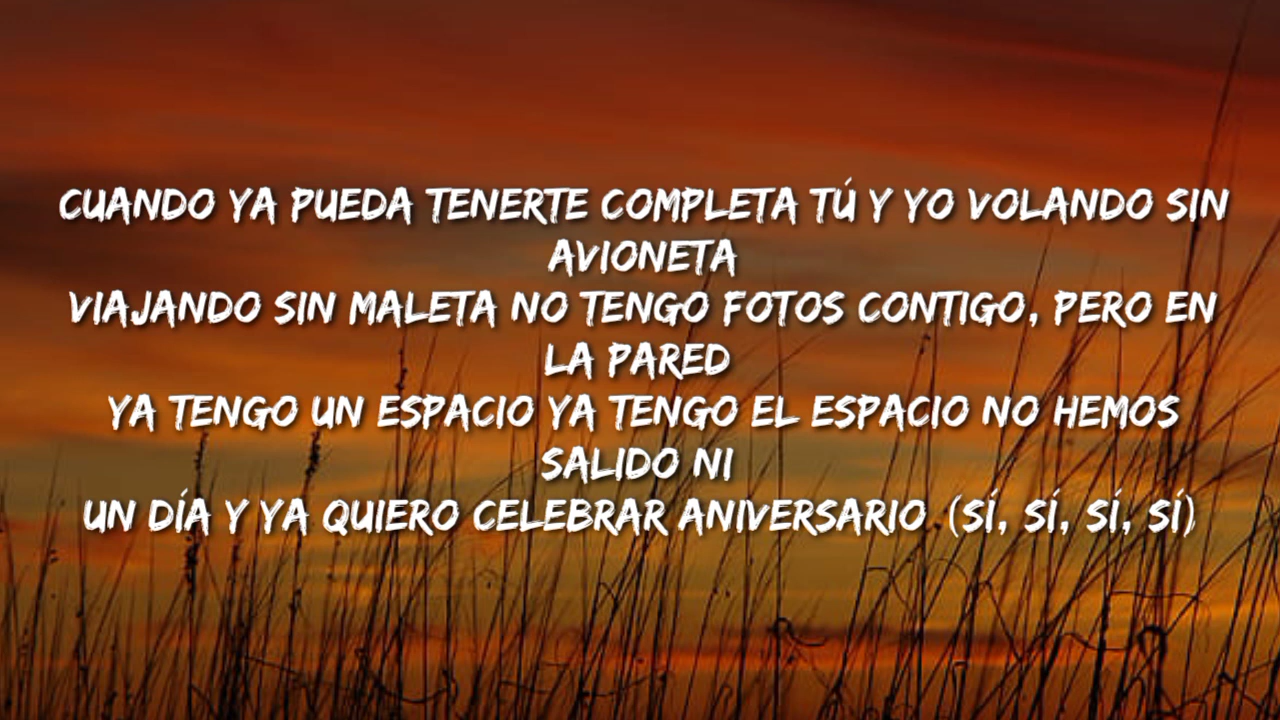 CUANDO YA PUEDA TENERTE COMPLETA TÚ Y YO VOLANDO SIN
AVIONETA
VIAJANDO SIN MALETA NO TENGO FOTOS CONTIGO, PERO EN
LA PARED
YA TENGO UN ESPACIO YA TENGO EL ESPACIO NO HEMOS
SALIDO NI
UN DÍA Y YA QUIERO CELEBRAR ANIVERSARIO (SÍ, SÍ, SÍ, SÍ)